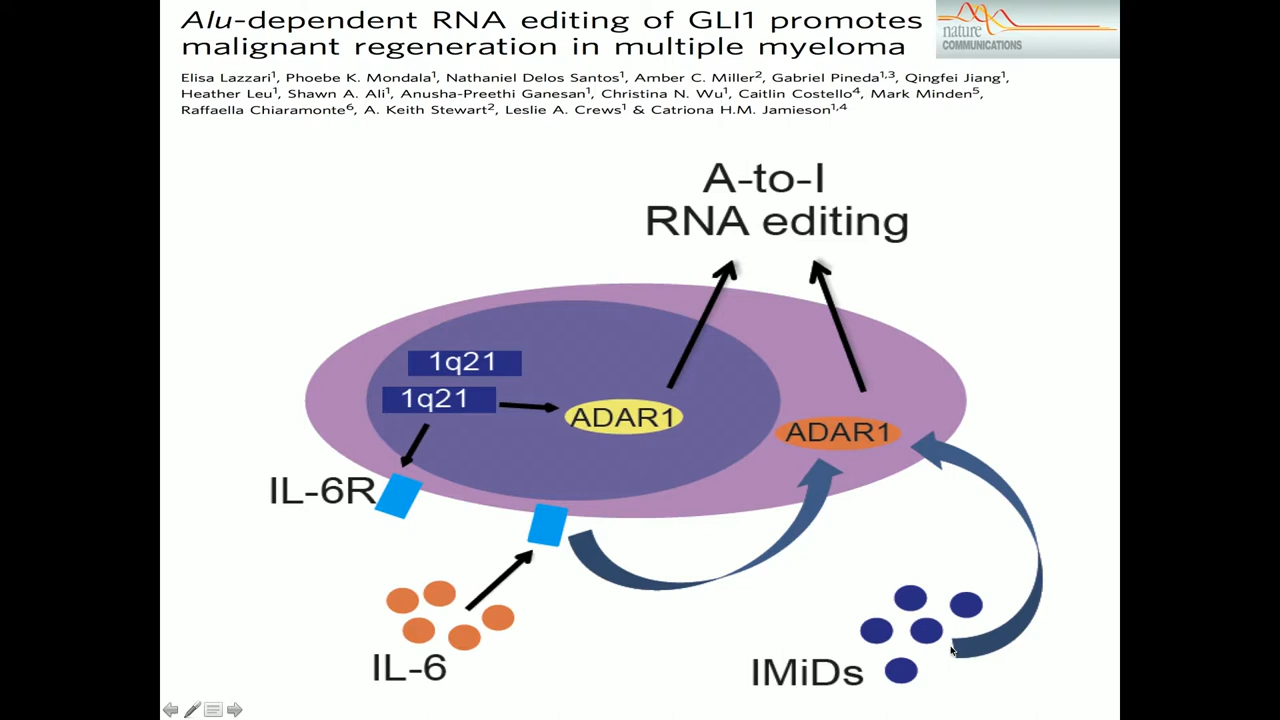 Alu-dependent RNA editing of GLI1 promotes
malignant regeneration in multiple myeloma
nature
COMMUNICATIONS
Elisa Lazzari¹, Phoebe K. Mondala¹, Nathaniel Delos Santos¹, Amber C. Miller², Gabriel Pineda¹,³, Qingfei Jiang¹,
Heather Leu¹, Shawn A. Ali¹, Anusha-Preethi Ganesan¹, Christina N. Wu¹, Caitlin Costello⁴, Mark Minden⁵,
Raffaella Chiaramonte⁶, A. Keith Stewart², Leslie A. Crews¹ & Catriona H.M. Jamieson¹,⁴
A-to-I
RNA editing
1q21
1q21
ADAR1
ADAR1
IL-6R
IL-6
IMiDs